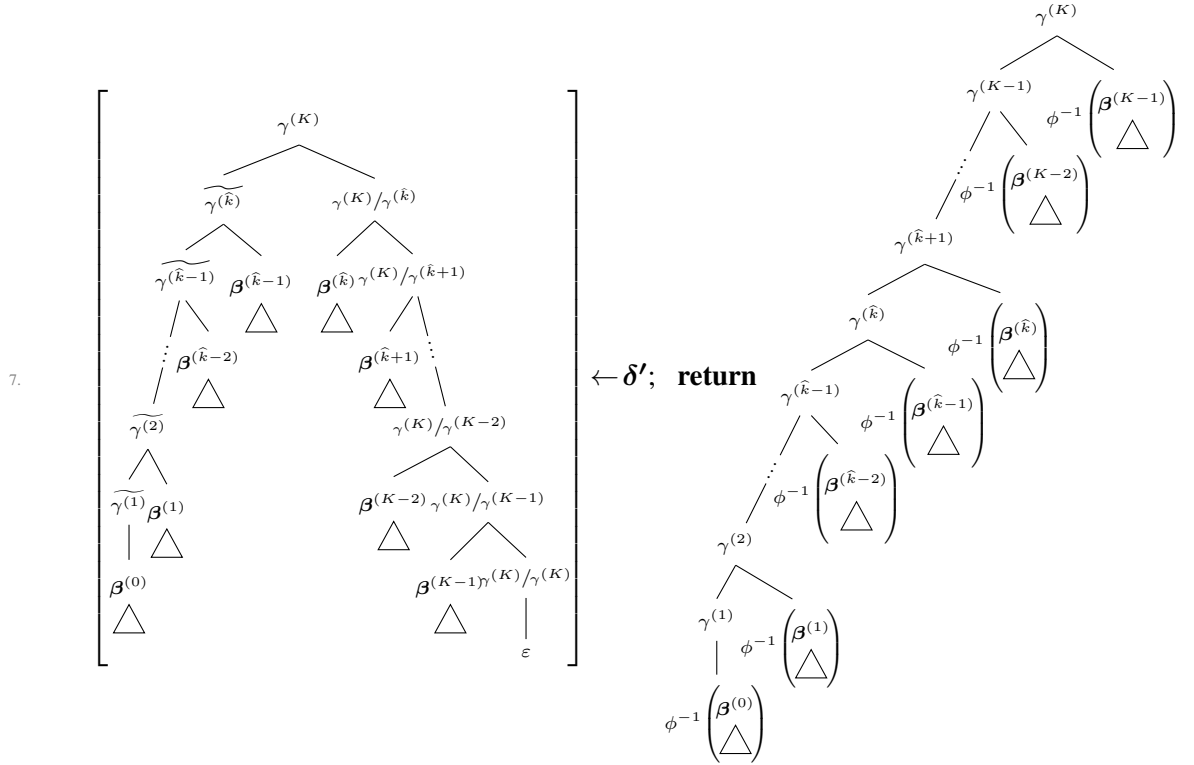 γ^(K)
γ^(K−1) ϕ^−1 (β^(K−1))
γ^(K)
⋮ ϕ^−1 (β^(K−2))
γ^(k̂)~ γ^(K)/γ^(k̂)
γ^(k̂+1)
γ^(k̂−1)~ β^(k̂−1) β^(k̂) γ^(K)/γ^(k̂+1)
γ^(k̂) ϕ^−1 (β^(k̂))
⋮ β^(k̂−2) β^(k̂+1) ⋮
7. ← δ′; return
γ^(k̂−1) ϕ^−1 (β^(k̂−1))
γ^(2)~ γ^(K)/γ^(K−2)
⋮ ϕ^−1 (β^(k̂−2))
γ^(1)~ β^(1) β^(K−2) γ^(K)/γ^(K−1)
γ^(2)
β^(0) β^(K−1) γ^(K)/γ^(K)
γ^(1) ϕ^−1 (β^(1))
ε
ϕ^−1 (β^(0))